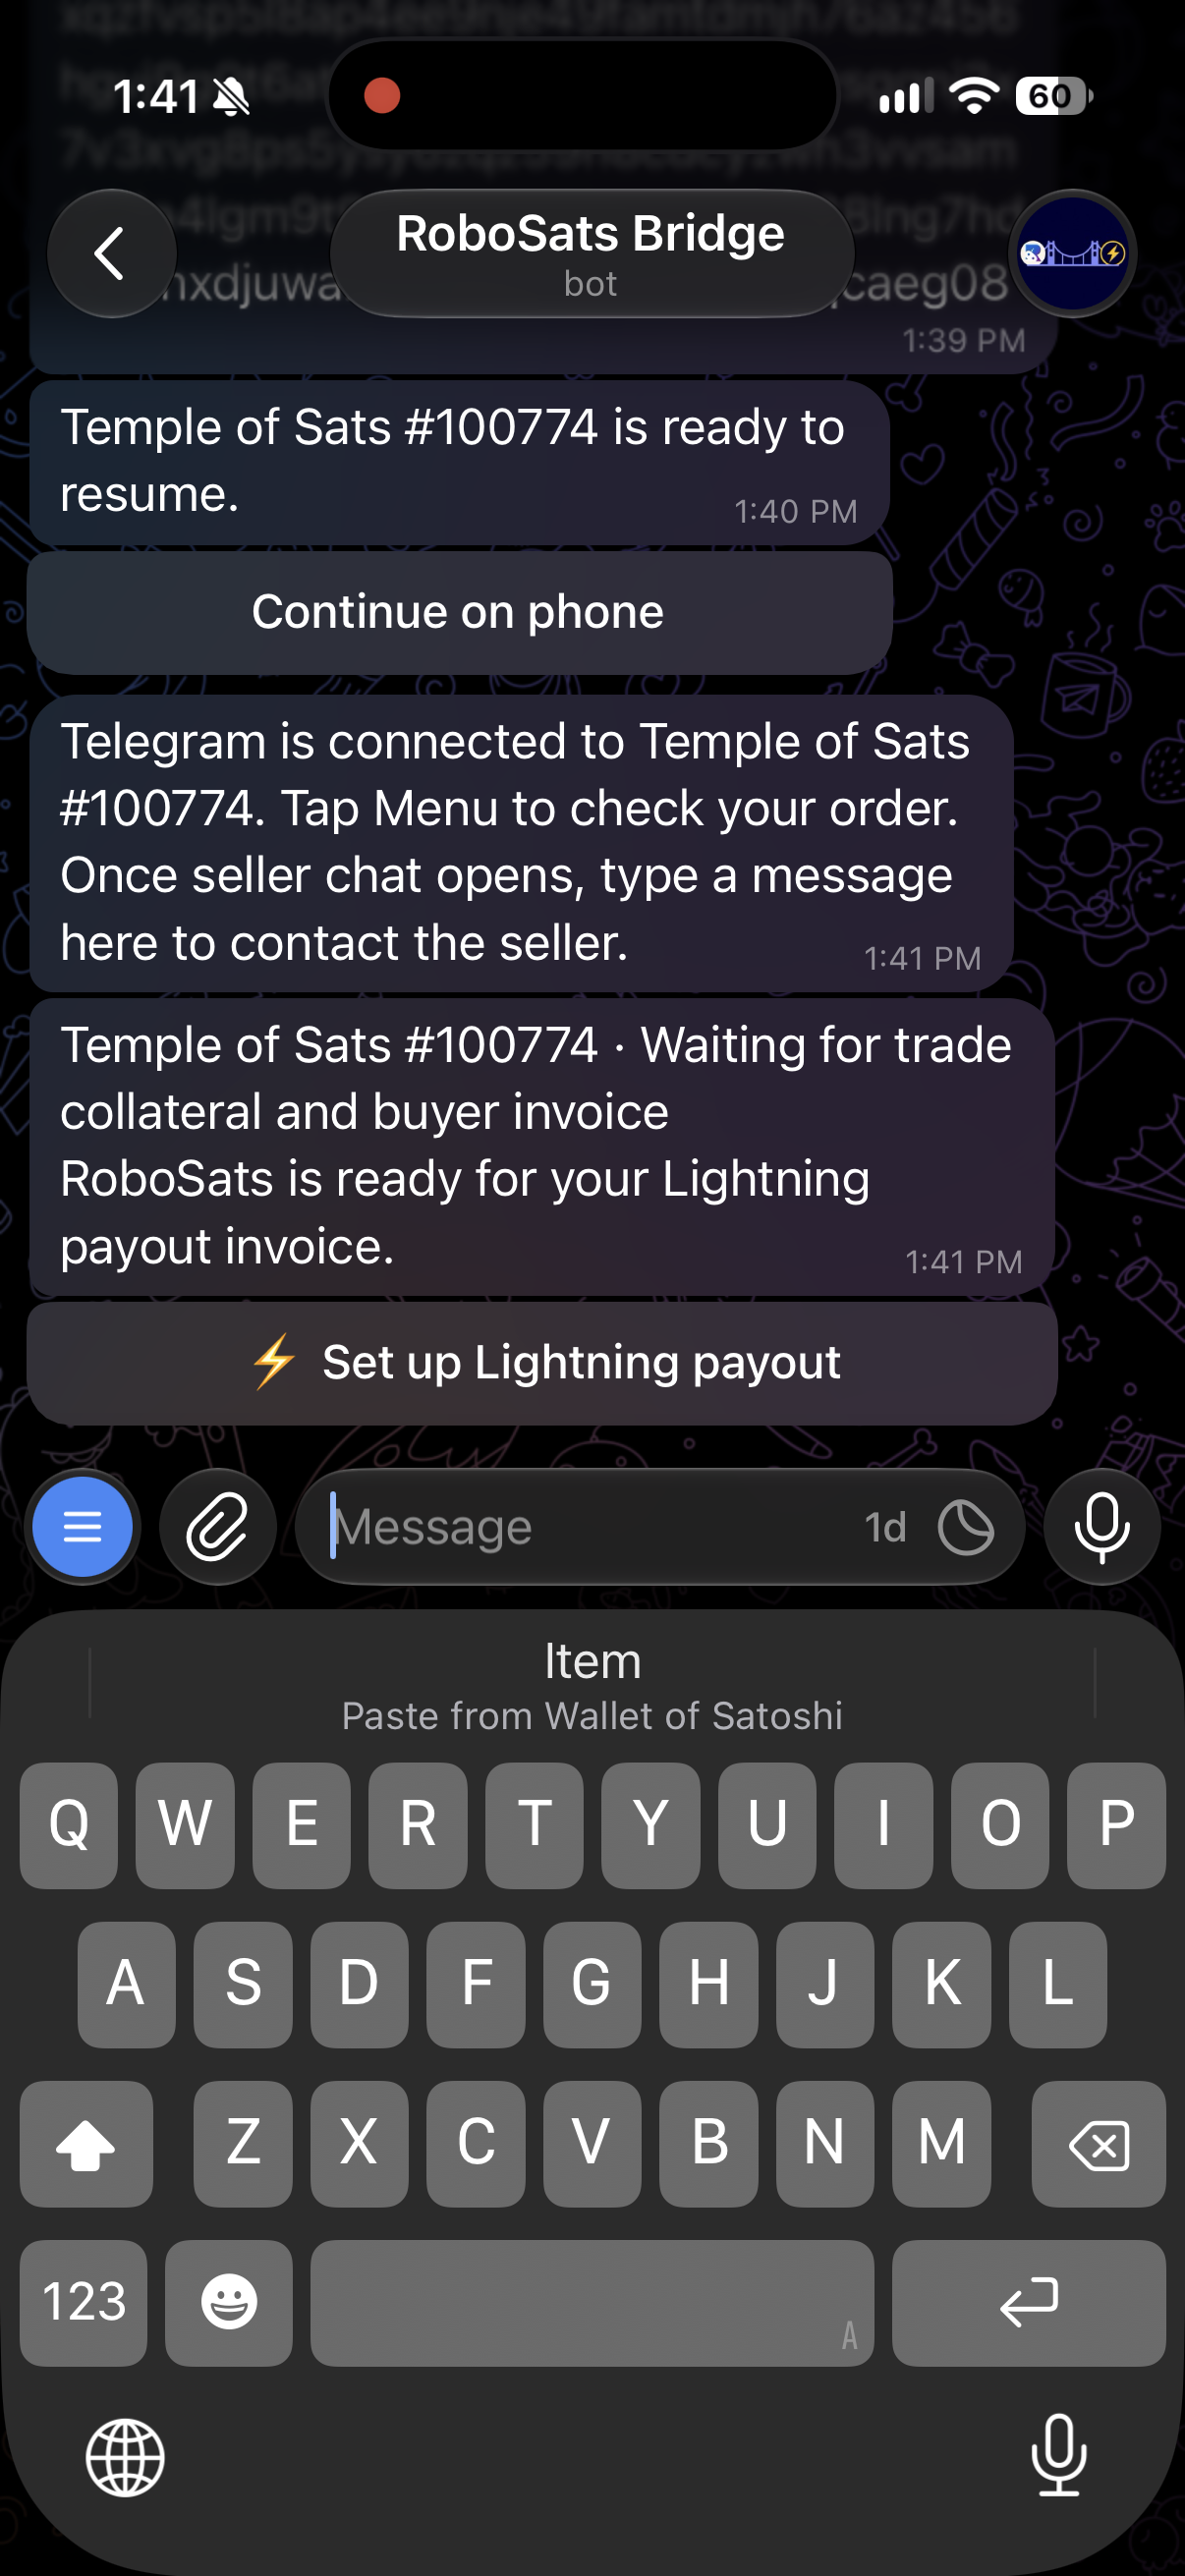 1:41
60
RoboSats Bridge
bot
1:39 PM
Temple of Sats #100774 is ready to
resume.
1:40 PM
Continue on phone
Telegram is connected to Temple of Sats
#100774. Tap Menu to check your order.
Once seller chat opens, type a message
here to contact the seller.
1:41 PM
Temple of Sats #100774 · Waiting for trade
collateral and buyer invoice
RoboSats is ready for your Lightning
payout invoice.
1:41 PM
⚡ Set up Lightning payout
Message
1d
Item
Paste from Wallet of Satoshi
Q W E R T Y U I O P
A S D F G H J K L
Z X C V B N M
123
A